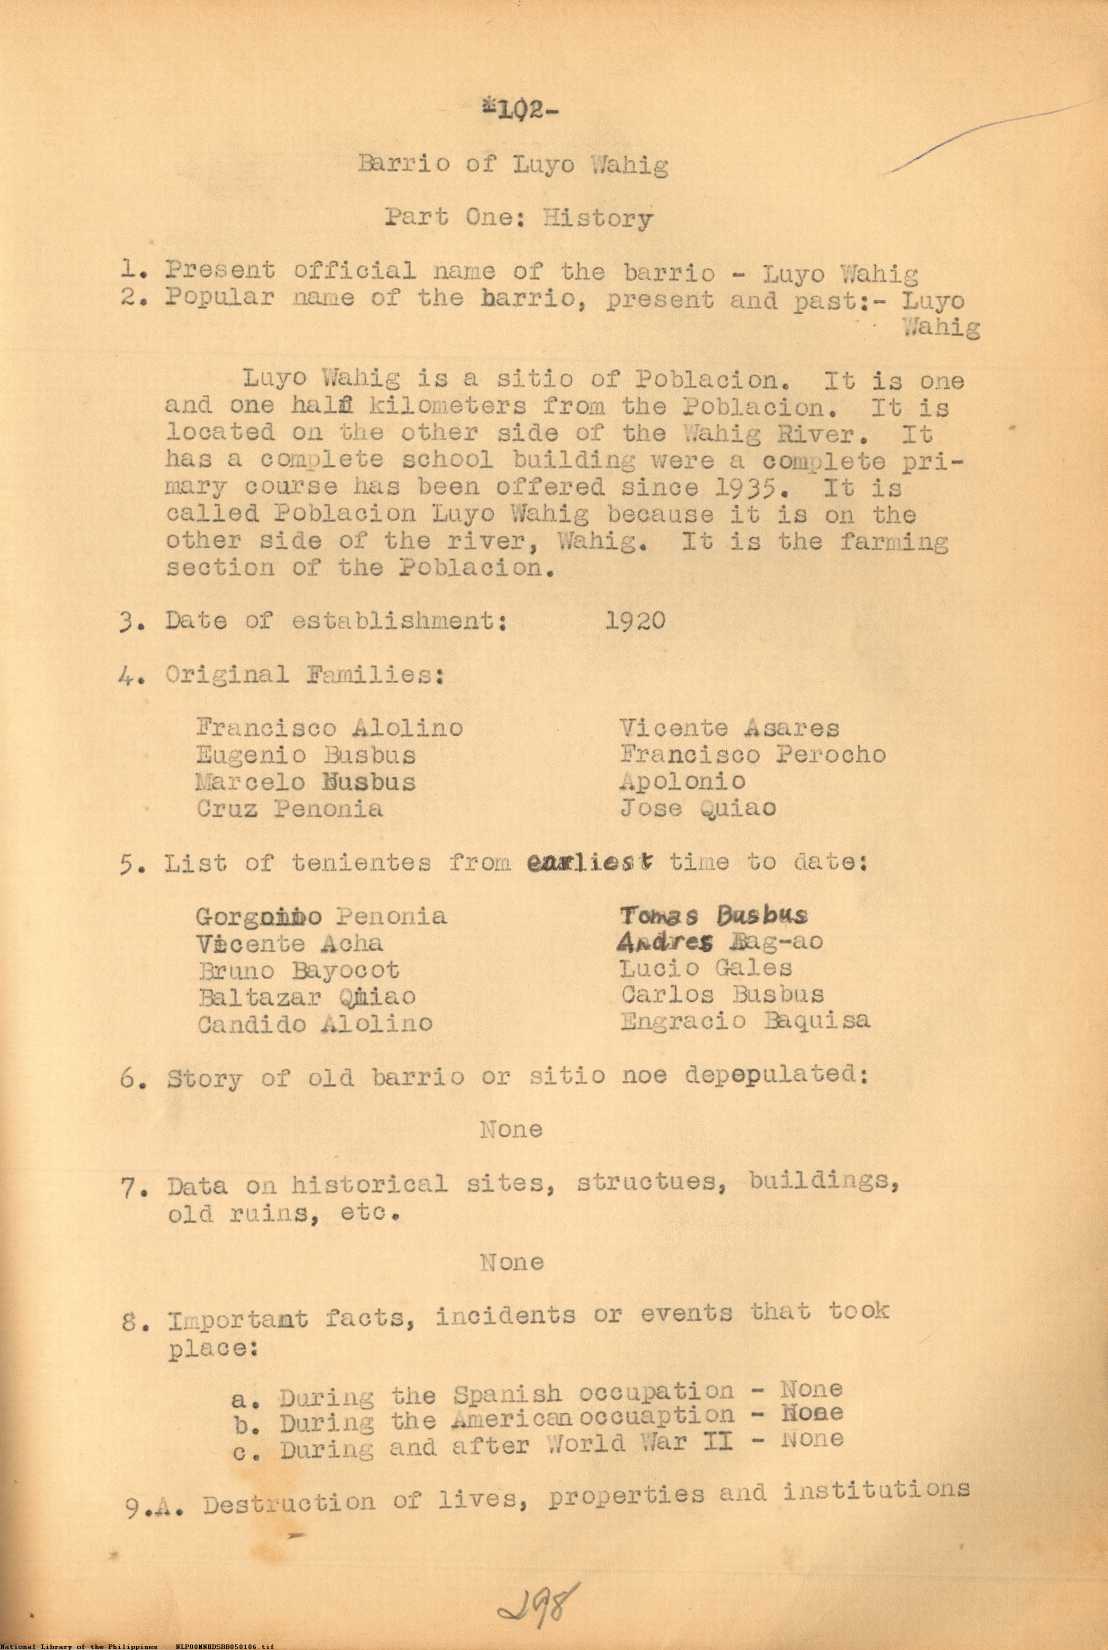 *102-
Barrio of Luyo Wahig
Part One: History
1. Present official name of the barrio - Luyo Wahig
2. Popular name of the barrio, present and past:- Luyo
Wahig
Luyo Wahig is a sitio of Poblacion. It is one
and one half kilometers from the Poblacion. It is
located on the other side of the Wahig River. It
has a complete school building were a complete pri-
mary course has been offered since 1935. It is
called Poblacion Luyo Wahig because it is on the
other side of the river, Wahig. It is the farming
section of the Poblacion.
3. Date of establishment: 1920
4. Original Families:
Francisco Alolino Vicente Asares
Eugenio Busbus Francisco Perocho
Marcelo Busbus Apolonio
Cruz Penonia Jose Quiao
5. List of tenientes from earliest time to date:
Gorgonio Penonia Tomas Busbus
Vicente Acha Andres Bag-ao
Bruno Bayocot Lucio Gales
Baltazar Quiao Carlos Busbus
Candido Alolino Engracio Baquisa
6. Story of old barrio or sitio noe depopulated:
None
7. Data on historical sites, structues, buildings,
old ruins, etc.
None
8. Important facts, incidents or events that took
place:
a. During the Spanish occupation - None
b. During the American occuaption - None
c. During and after World War II - None
9.A. Destruction of lives, properties and institutions
298
National Library of the Philippines NLPOOMNHDSBB050106.tif